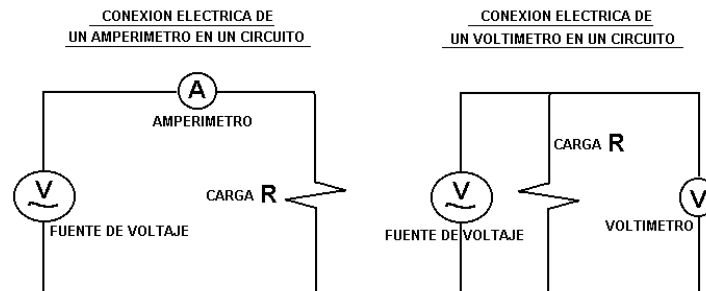 CONEXION ELECTRICA DE
UN AMPERIMETRO EN UN CIRCUITO
A
AMPERIMETRO
V
CARGA R
FUENTE DE VOLTAJE
CONEXION ELECTRICA DE
UN VOLTIMETRO EN UN CIRCUITO
CARGA R
V
V
VOLTIMETRO
FUENTE DE VOLTAJE